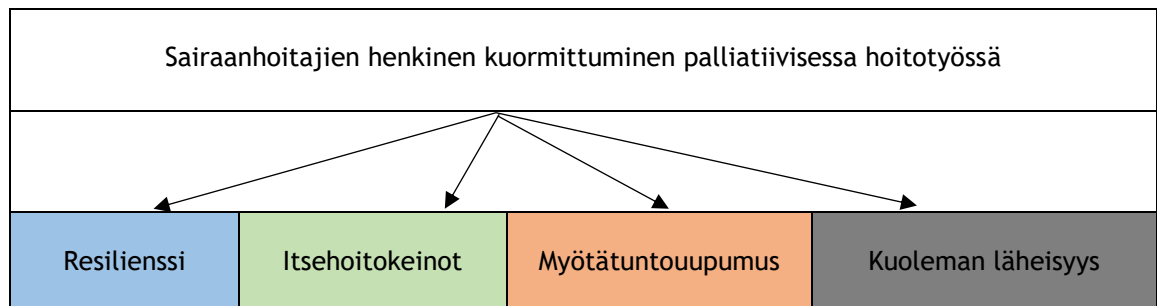 Sairaanhoitajien henkinen kuormittuminen palliatiivisessa hoitotyössä
Resilienssi
Itsehoitokeinot
Myötätuntouupumus
Kuoleman läheisyys